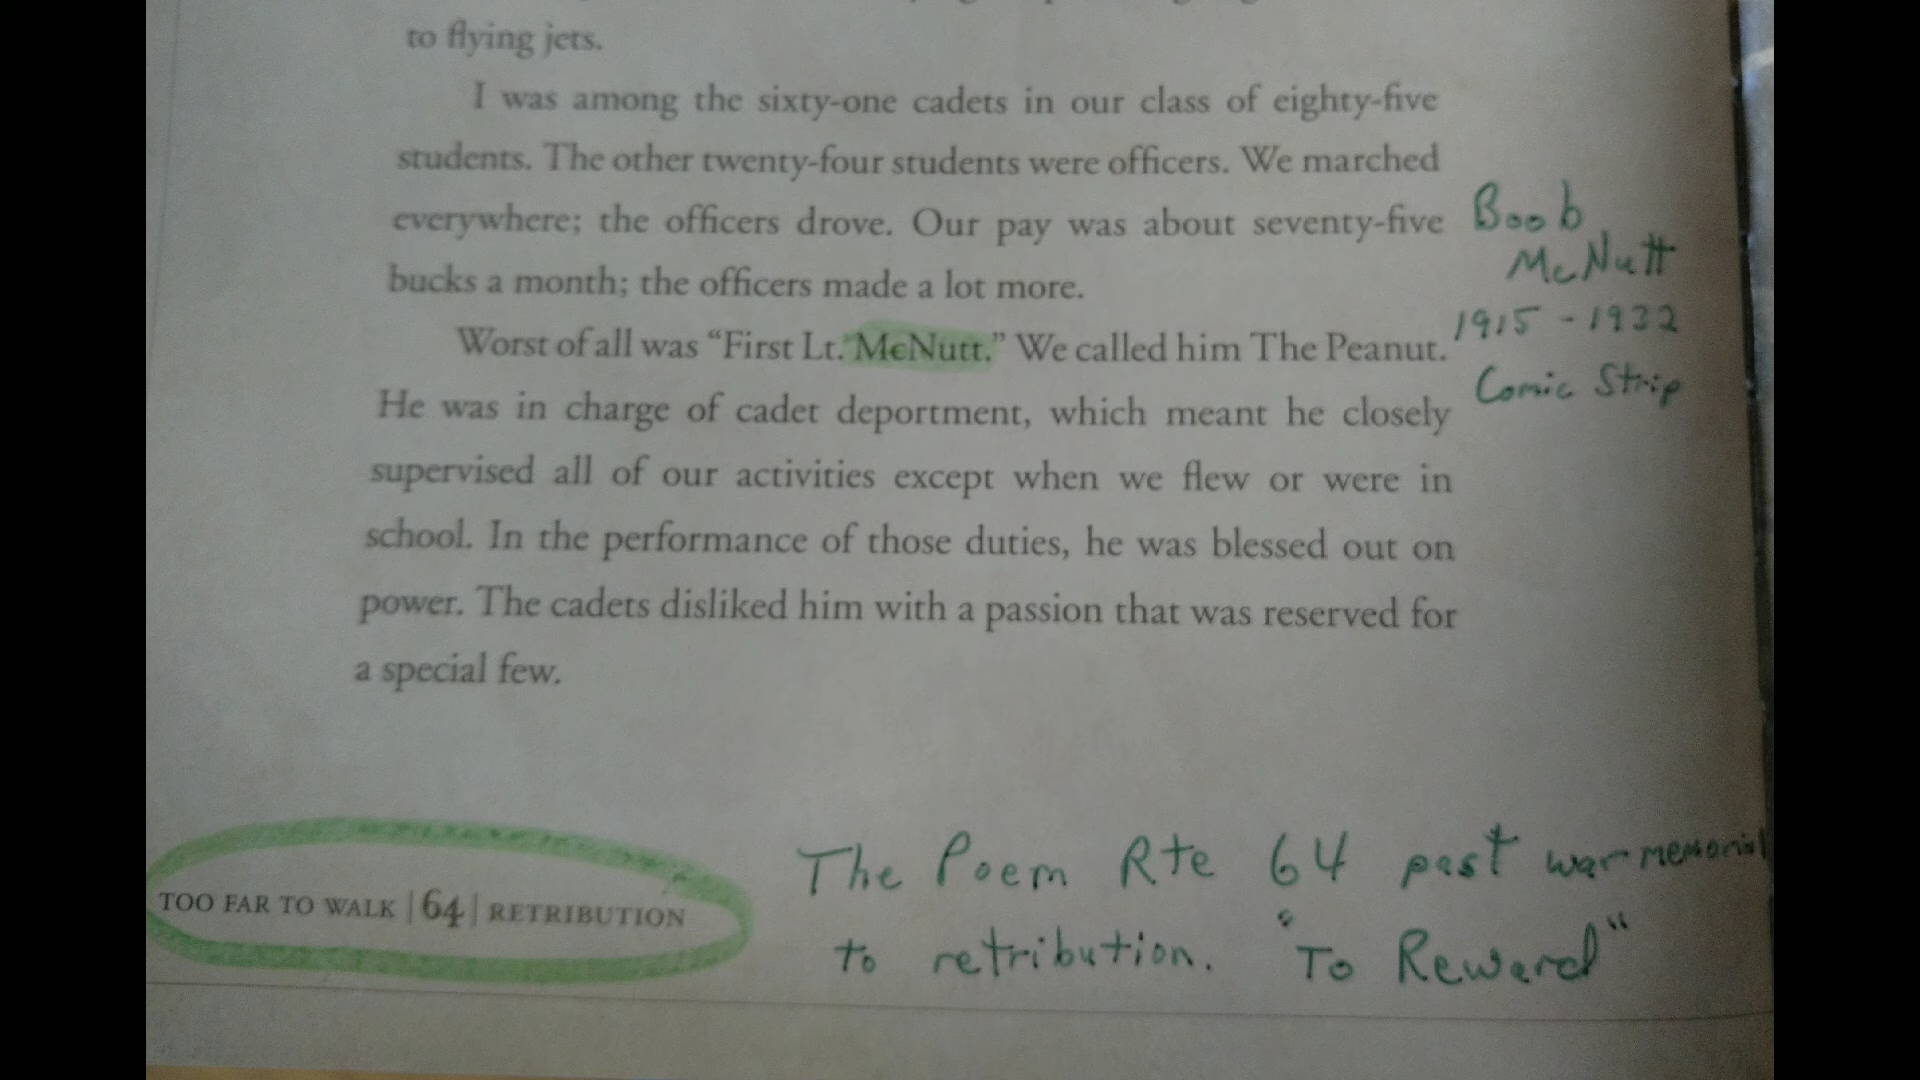 to flying jets.
I was among the sixty-one cadets in our class of eighty-five
students. The other twenty-four students were officers. We marched
everywhere; the officers drove. Our pay was about seventy-five
bucks a month; the officers made a lot more.
Worst of all was “First Lt. McNutt.” We called him The Peanut.
He was in charge of cadet deportment, which meant he closely
supervised all of our activities except when we flew or were in
school. In the performance of those duties, he was blessed out on
power. The cadets disliked him with a passion that was reserved for
a special few.
Boob
McNutt
1915 - 1932
Comic Strip
TOO FAR TO WALK | 64 | RETRIBUTION
The Poem Rte 64 past war memorial
to retribution. "To Reward"